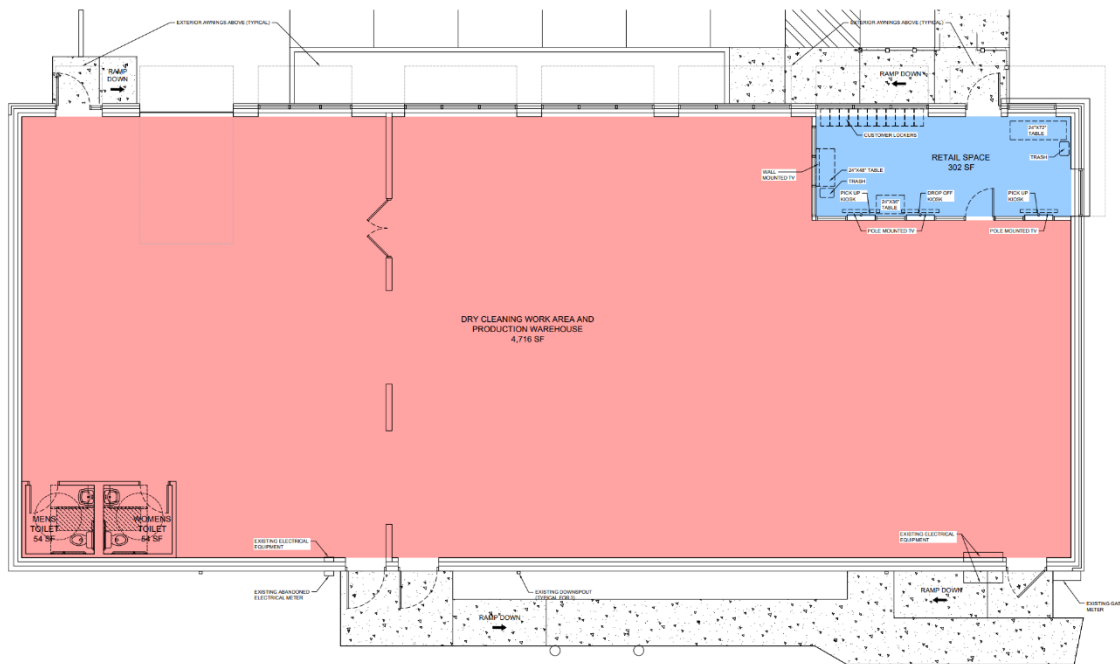 EXTERIOR AWNINGS ABOVE (TYPICAL)
EXTERIOR AWNINGS ABOVE (TYPICAL)
RAMP
DOWN
RAMP DOWN
CUSTOMER LOCKERS
24"X72"
TABLE
RETAIL SPACE
302 SF
TRASH
WALL
MOUNTED TV
24"X48" TABLE
TRASH
PICK UP
KIOSK
24"X36"
TABLE
DROP OFF
KIOSK
PICK UP
KIOSK
POLE MOUNTED TV
POLE MOUNTED TV
DRY CLEANING WORK AREA AND
PRODUCTION WAREHOUSE
4,716 SF
MENS
TOILET
54 SF
WOMENS
TOILET
54 SF
EXISTING ELECTRICAL
EQUIPMENT
EXISTING ELECTRICAL
EQUIPMENT
EXISTING ABANDONED
ELECTRICAL METER
EXISTING DOWNSPOUT
RAMP DOWN
RAMP DOWN
EXISTING GAS
METER